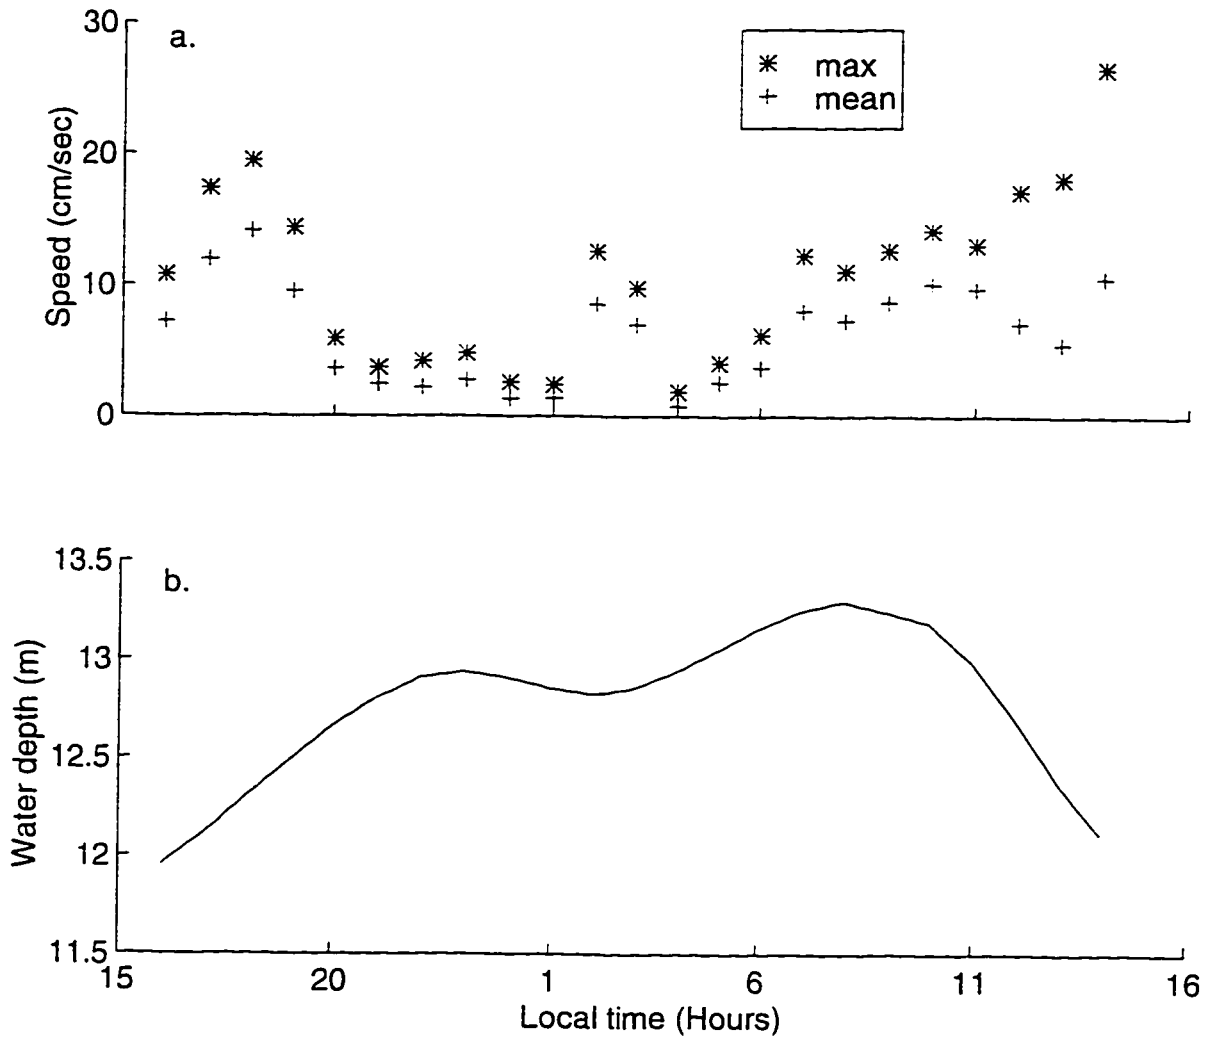 30
a.
max
mean
20
10
0
Speed (cm/sec)
13.5
b.
13
12.5
12
11.5
Water depth (m)
15 20 1 6 11 16
Local time (Hours)